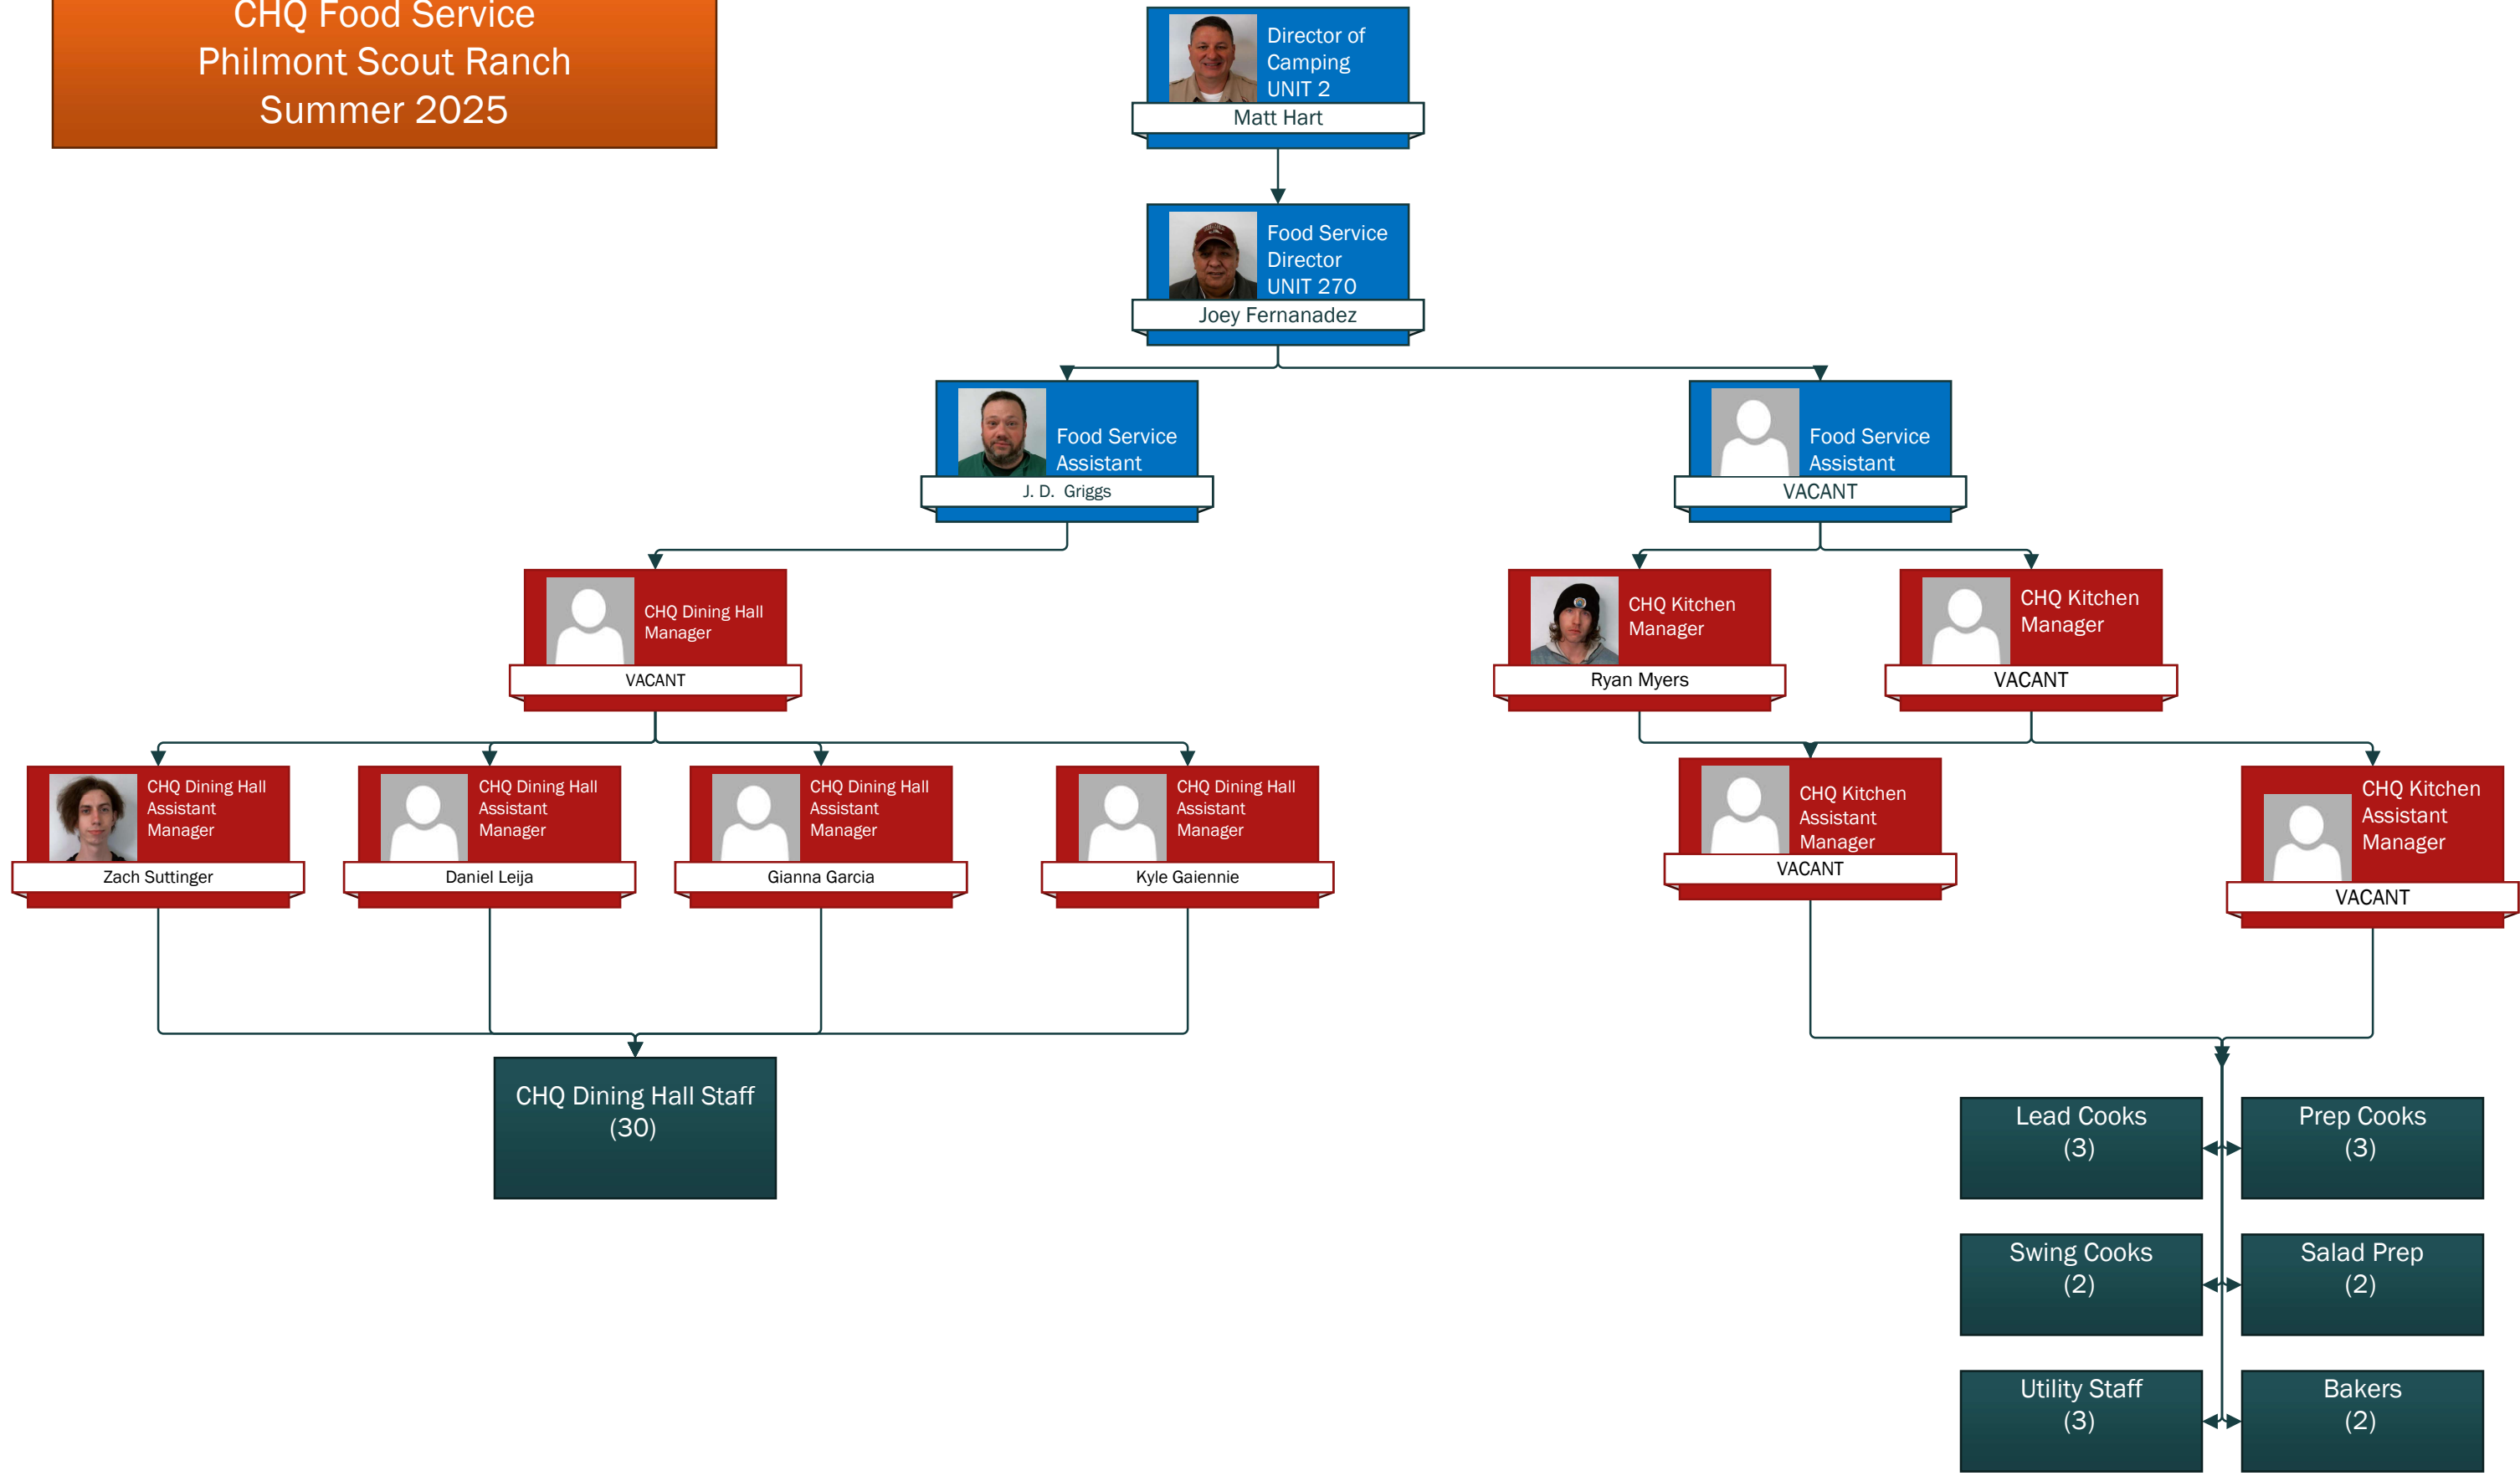 CHQ Food Service
Philmont Scout Ranch
Summer 2025
Director of
Camping
UNIT 2
Matt Hart
Food Service
Director
UNIT 270
Joey Fernanadez
Food Service
Assistant
J. D. Griggs
Food Service
Assistant
VACANT
CHQ Dining Hall
Manager
VACANT
CHQ Kitchen
Manager
Ryan Myers
CHQ Kitchen
Manager
VACANT
CHQ Dining Hall
Assistant
Manager
Zach Suttinger
CHQ Dining Hall
Assistant
Manager
Daniel Leija
CHQ Dining Hall
Assistant
Manager
Gianna Garcia
CHQ Dining Hall
Assistant
Manager
Kyle Gaiennie
CHQ Kitchen
Assistant
Manager
VACANT
CHQ Kitchen
Assistant
Manager
VACANT
CHQ Dining Hall Staff
(30)
Lead Cooks
(3)
Prep Cooks
(3)
Swing Cooks
(2)
Salad Prep
(2)
Utility Staff
(3)
Bakers
(2)